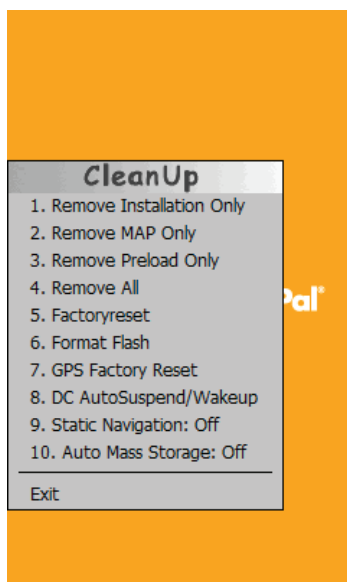 CleanUp
1. Remove Installation Only
2. Remove MAP Only
3. Remove Preload Only
4. Remove All
Pal®
5. Factoryreset
6. Format Flash
7. GPS Factory Reset
8. DC AutoSuspend/Wakeup
9. Static Navigation: Off
10. Auto Mass Storage: Off
Exit